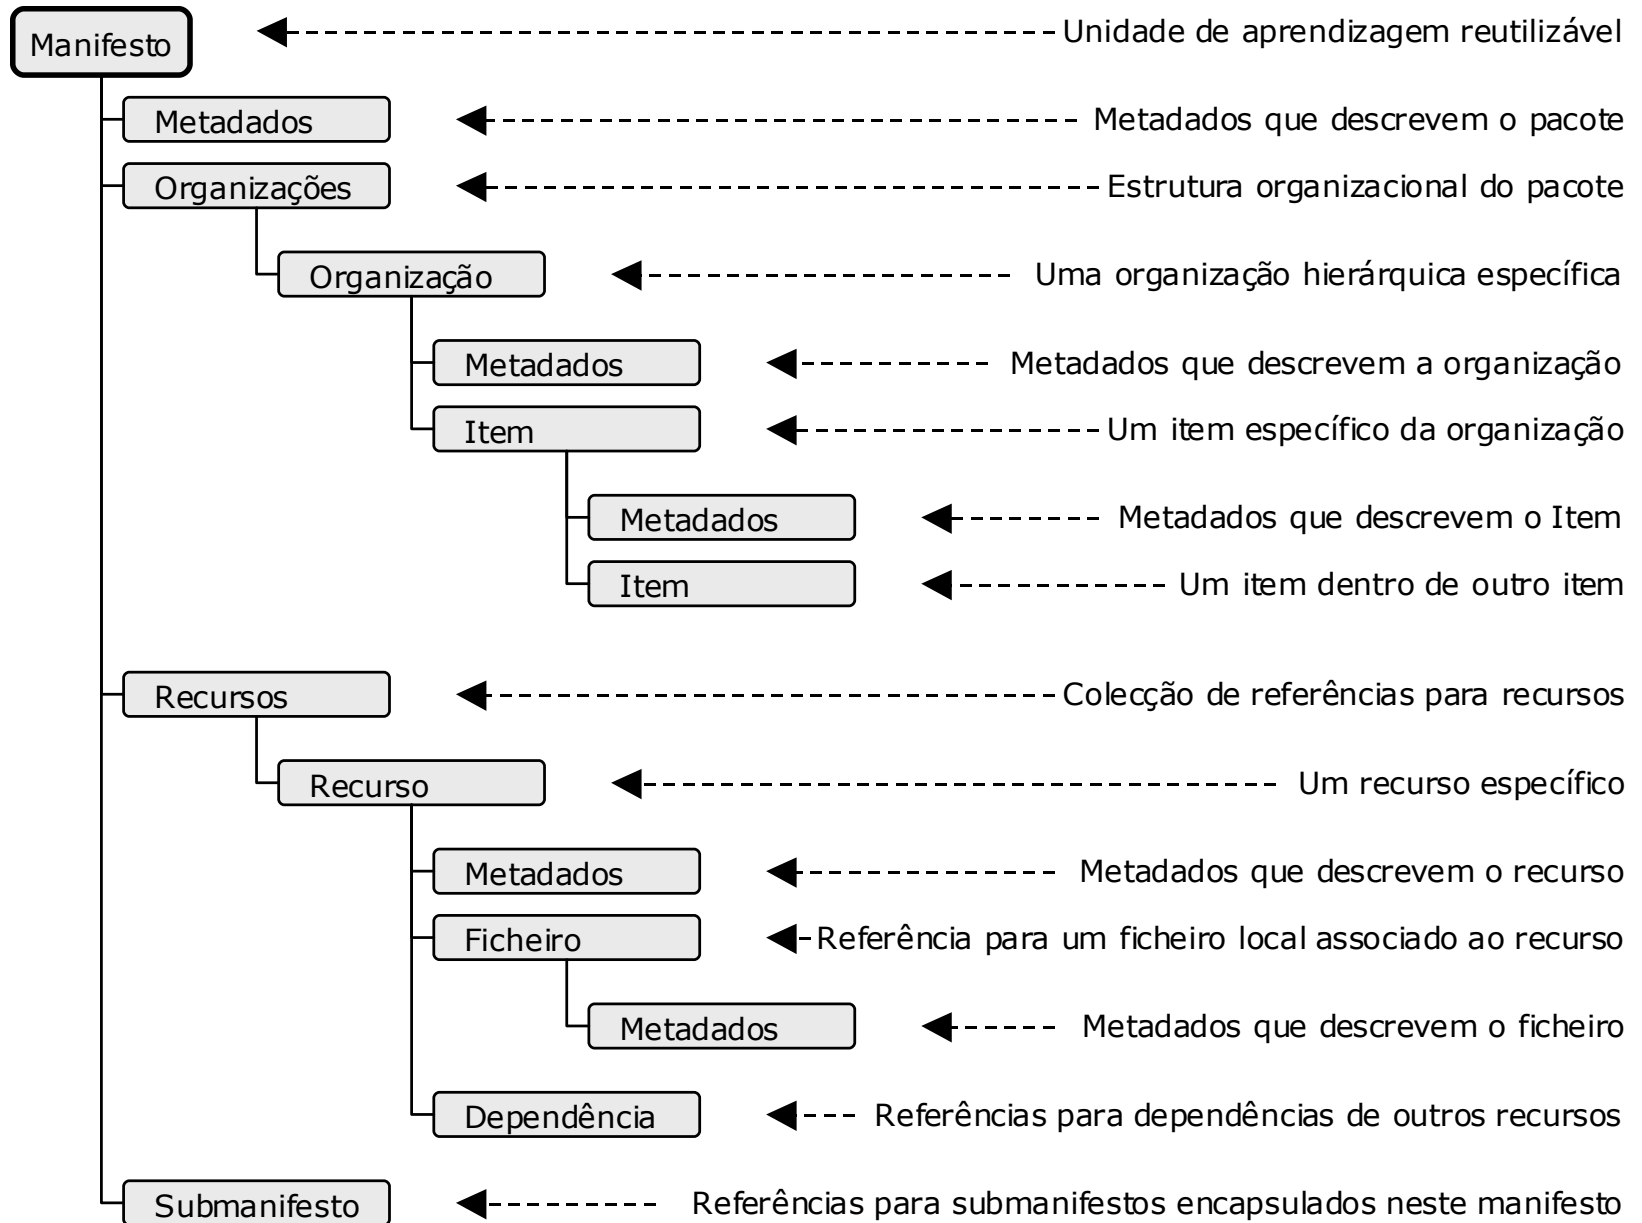 Manifesto
Unidade de aprendizagem reutilizável
Metadados
Metadados que descrevem o pacote
Organizações
Estrutura organizacional do pacote
Organização
Uma organização hierárquica específica
Metadados
Metadados que descrevem a organização
Item
Um item específico da organização
Metadados
Metadados que descrevem o Item
Item
Um item dentro de outro item
Recursos
Colecção de referências para recursos
Recurso
Um recurso específico
Metadados
Metadados que descrevem o recurso
Ficheiro
Referência para um ficheiro local associado ao recurso
Metadados
Metadados que descrevem o ficheiro
Dependência
Referências para dependências de outros recursos
Submanifesto
Referências para submanifestos encapsulados neste manifesto